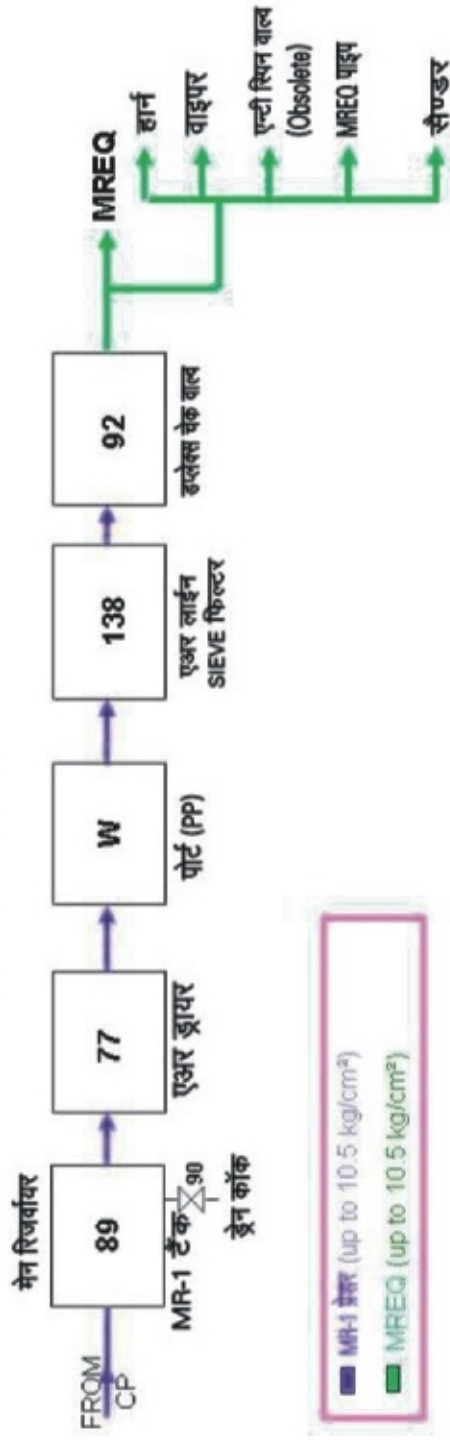 FROM
CP
मेन रिजर्वायर
89
MR-1 टैंक
90
ड्रेन कॉक
77
एअर ड्रायर
W
पोर्ट (PP)
138
एअर लाईन
SIEVE फिल्टर
92
डप्लेक्स चेक वाल्व
MREQ
हार्न
वाइपर
एन्टी स्पिन वाल्व
(Obsolete)
MREQ पाइप
सैण्डर
MR-1 प्रेसर (up to 10.5 kg/cm²)
MREQ (up to 10.5 kg/cm²)